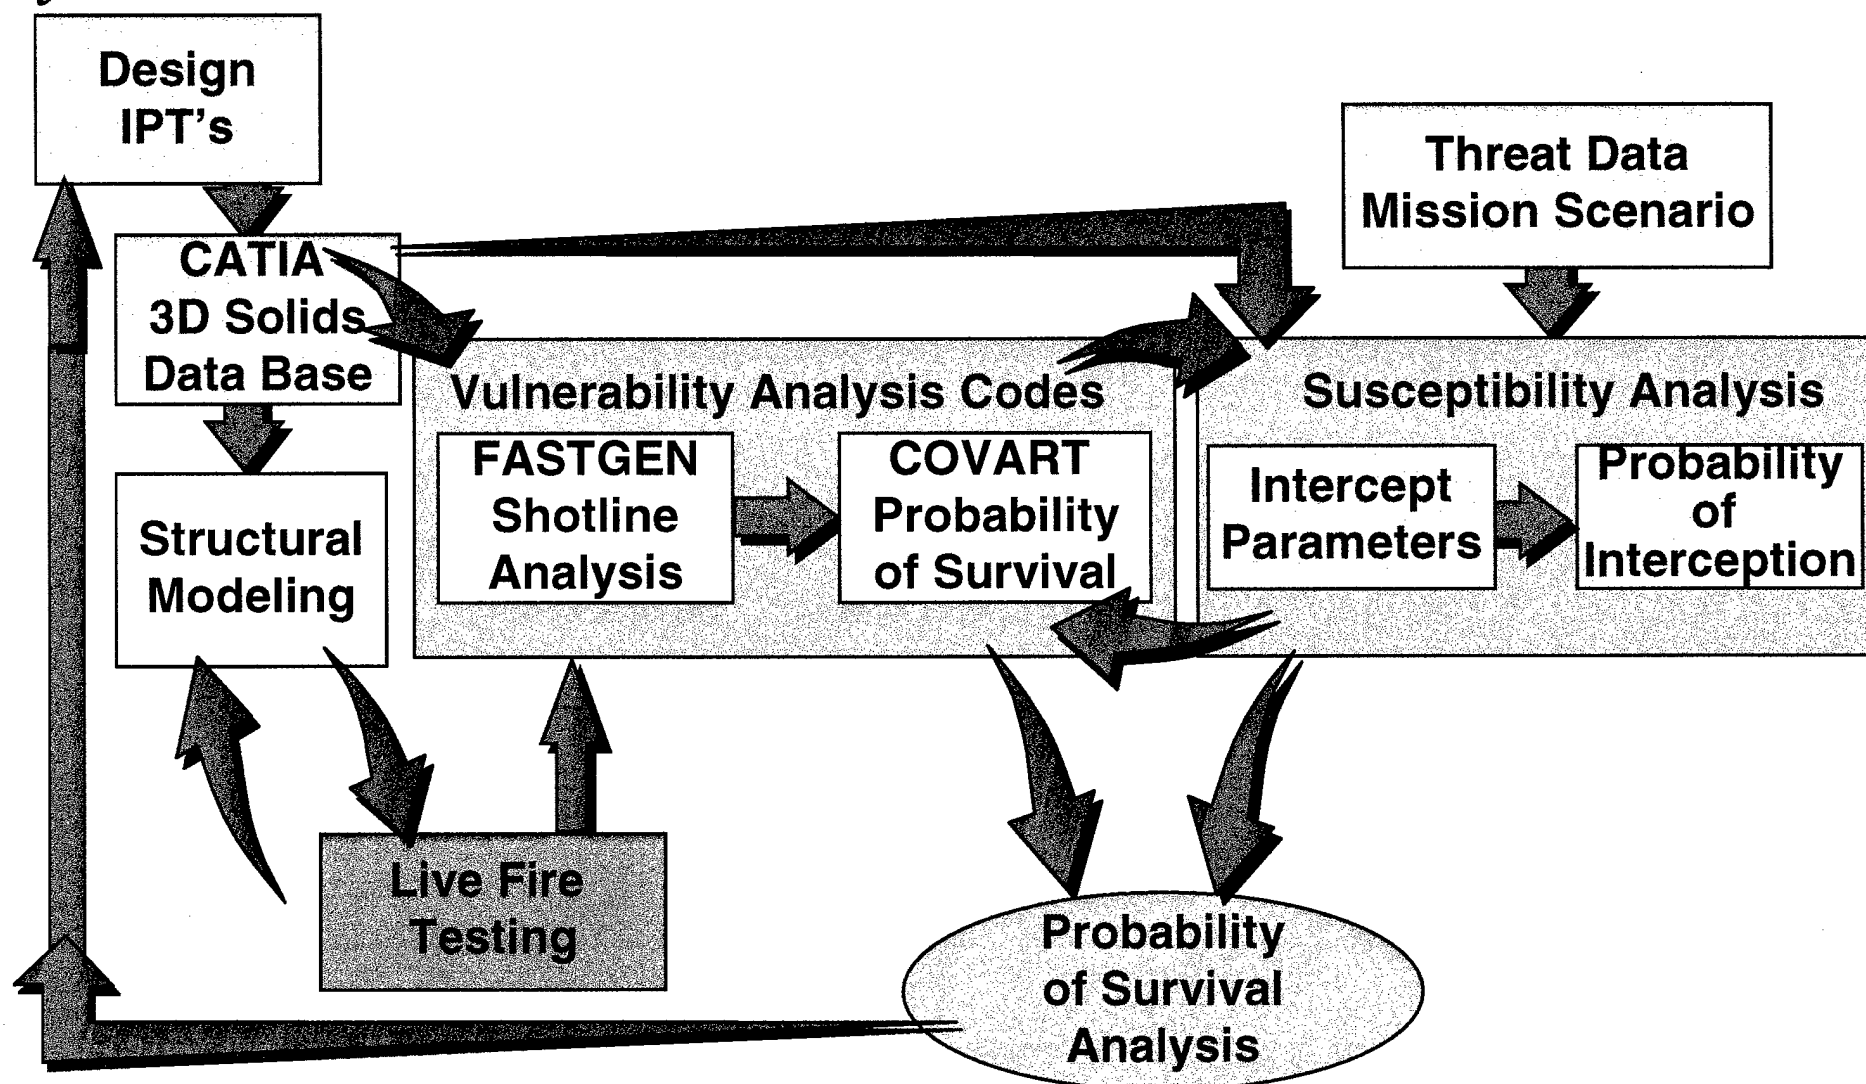 Design
IPT's
Threat Data
Mission Scenario
CATIA
3D Solids
Data Base
Vulnerability Analysis Codes
Susceptibility Analysis
FASTGEN
Shotline
Analysis
COVART
Probability
of Survival
Intercept
Parameters
Probability
of
Interception
Structural
Modeling
Live Fire
Testing
Probability
of Survival
Analysis